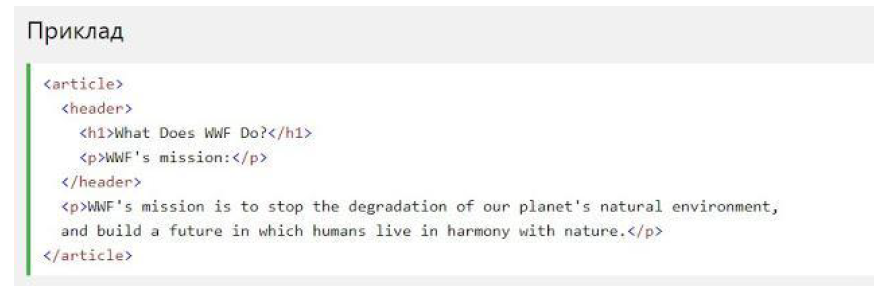 Приклад
<article>
<header>
<h1>What Does WWF Do?</h1>
<p>WWF's mission:</p>
</header>
<p>WWF's mission is to stop the degradation of our planet's natural environment,
and build a future in which humans live in harmony with nature.</p>
</article>